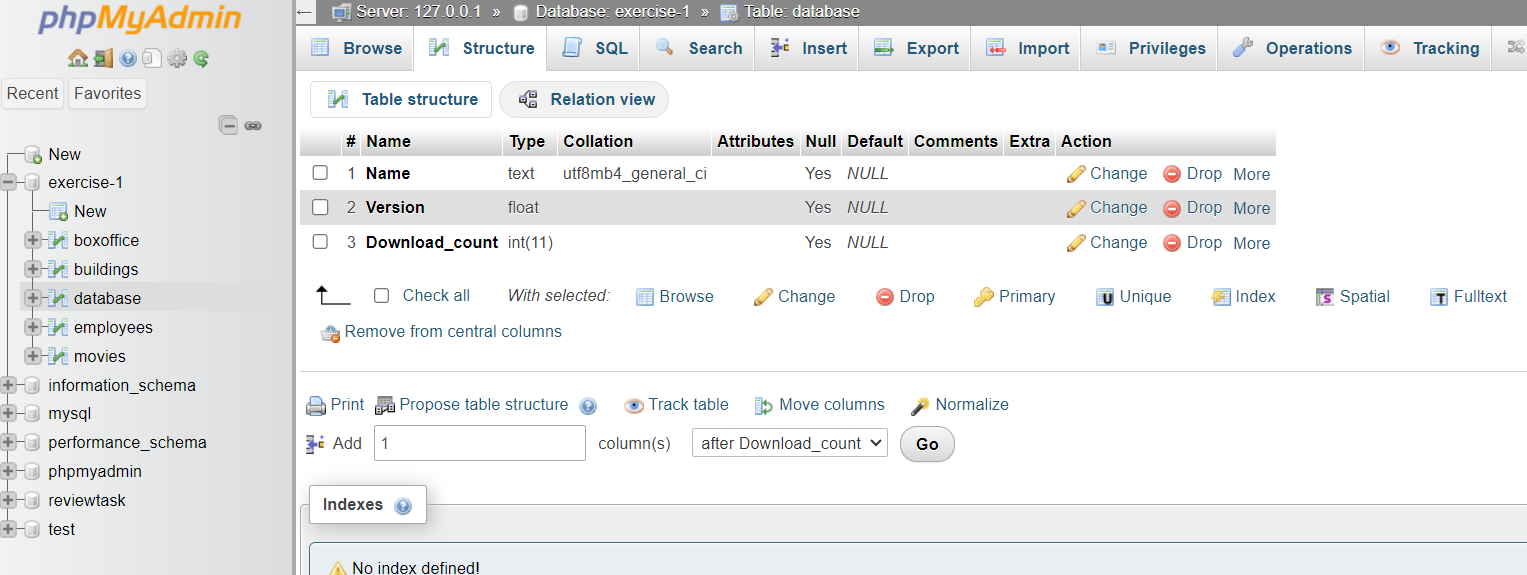 phpMyAdmin
Recent Favorites
New
exercise-1
New
boxoffice
buildings
database
employees
movies
information_schema
mysql
performance_schema
phpmyadmin
reviewtask
test
Server: 127.0.0.1 » Database: exercise-1 » Table: database
Browse Structure SQL Search Insert Export Import Privileges Operations Tracking
Table structure Relation view
# Name Type Collation Attributes Null Default Comments Extra Action
1 Name text utf8mb4_general_ci Yes NULL Change Drop More
2 Version float Yes NULL Change Drop More
3 Download_count int(11) Yes NULL Change Drop More
Check all With selected: Browse Change Drop Primary Unique Index Spatial Fulltext
Remove from central columns
Print Propose table structure Track table Move columns Normalize
Add 1 column(s) after Download_count Go
Indexes
No index defined!